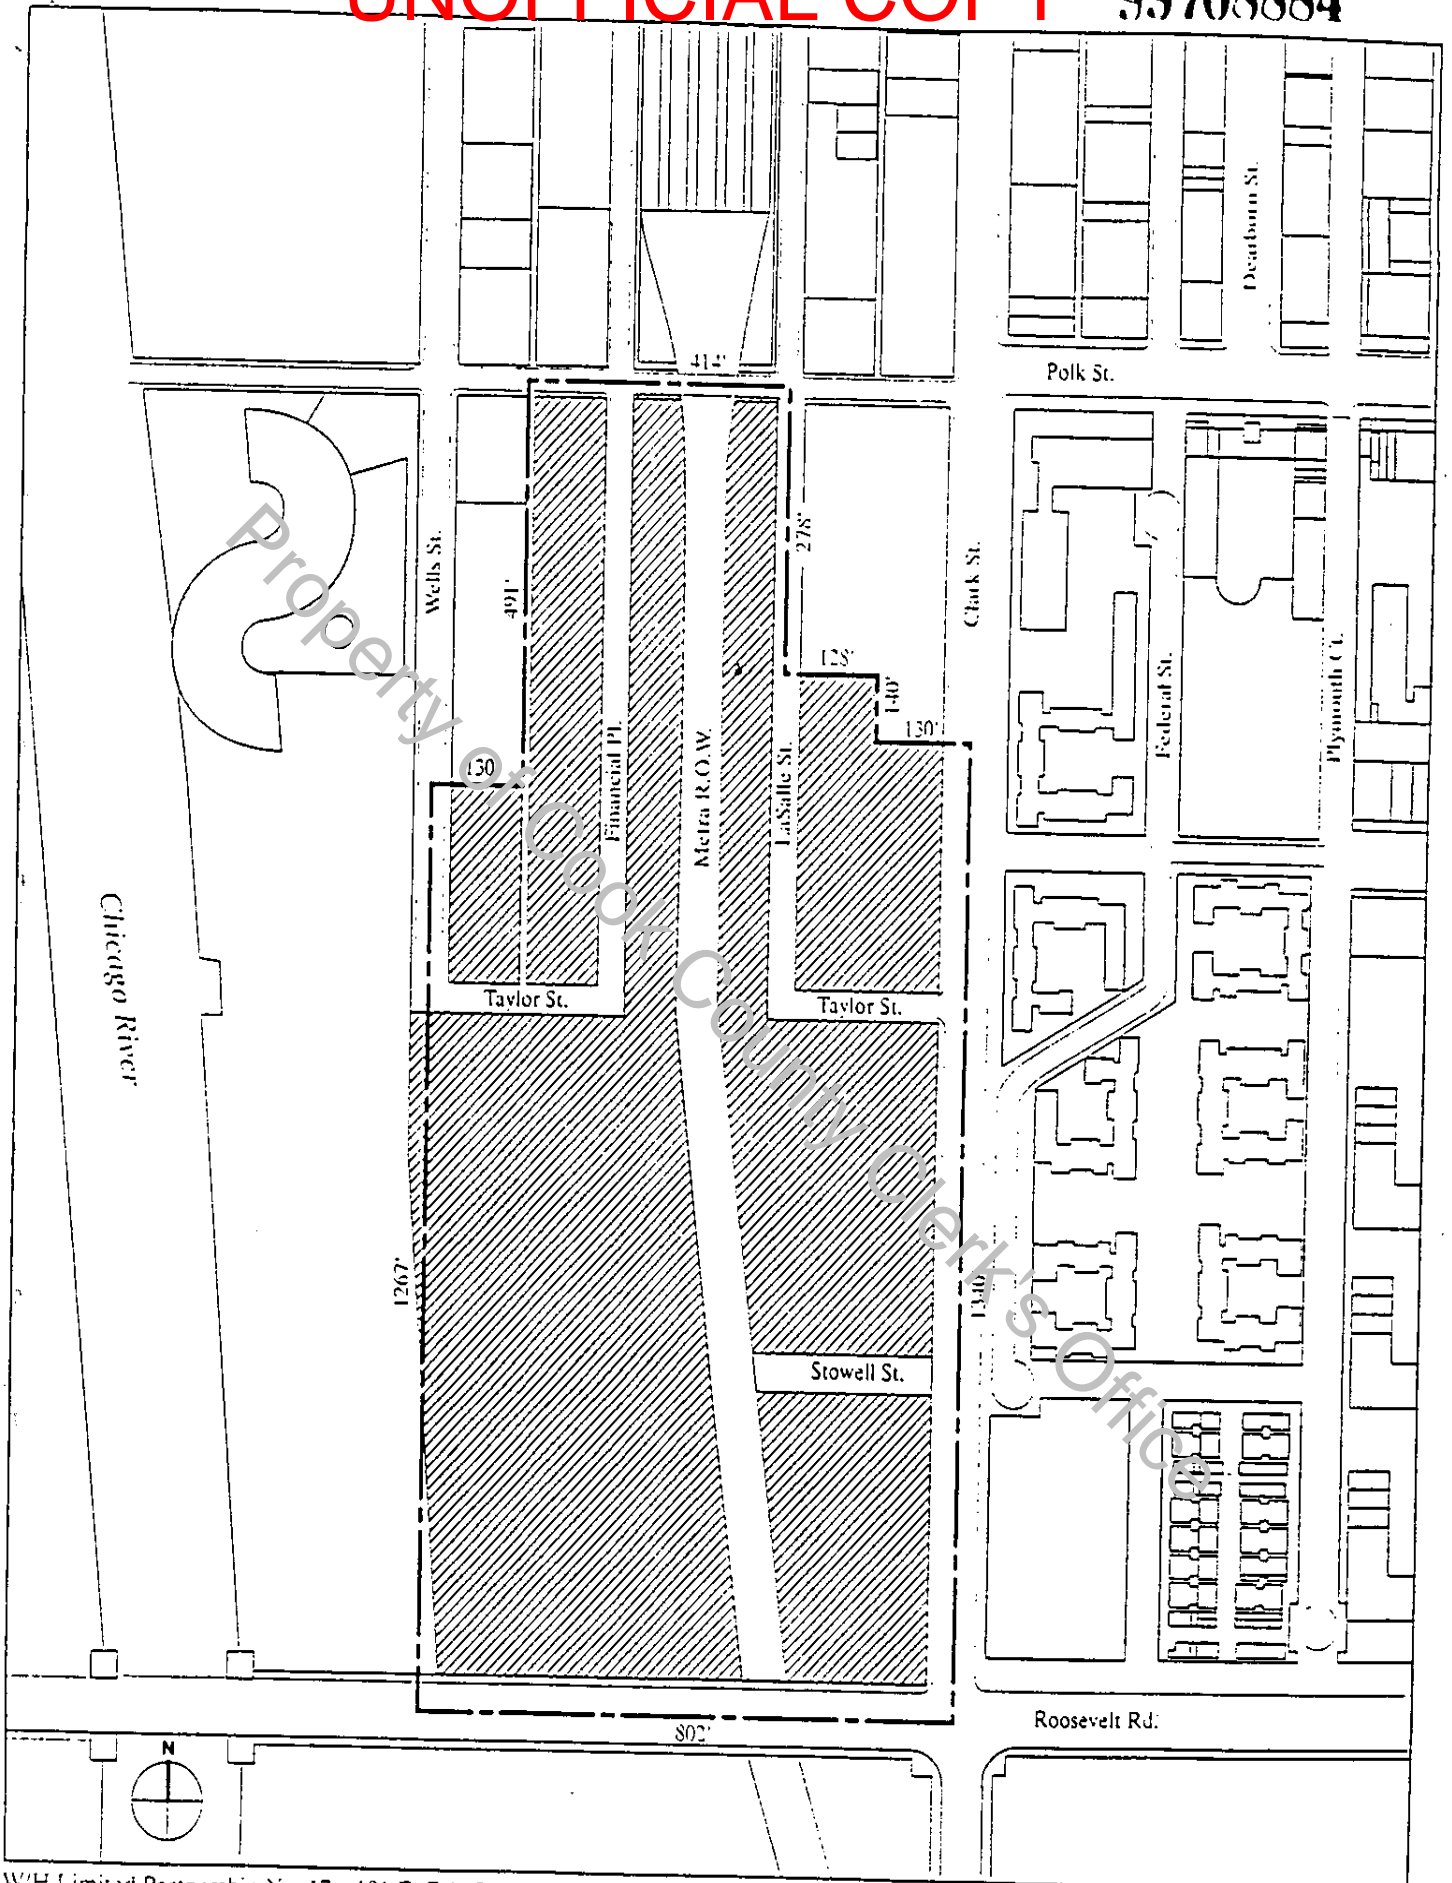 UNOFFICIAL COPY
Dearborn St.
414'
Polk St.
Wells St.
491'
278'
Clark St.
128'
140'
130'
Federal St.
Plymouth Ct.
Financial Pl.
Metra R.O.W.
LaSalle St.
130
Chicago River
Taylor St.
Taylor St.
1267'
1340'
Stowell St.
802'
Roosevelt Rd.
N
Property of Cook County Clerk's Office